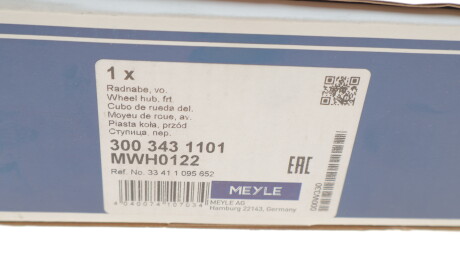 1 x
Radnabe, vo.
Wheel hub, frt.
Cubo de rueda del.
Moyeu de roue, av.
Piasta koła, przód
Ступица, пер.
300 343 1101
MWH0122
Ref. No. 33 41 1 095 652
EAC
MEYLE
MEYLE AG
Hamburg 22143, Germany